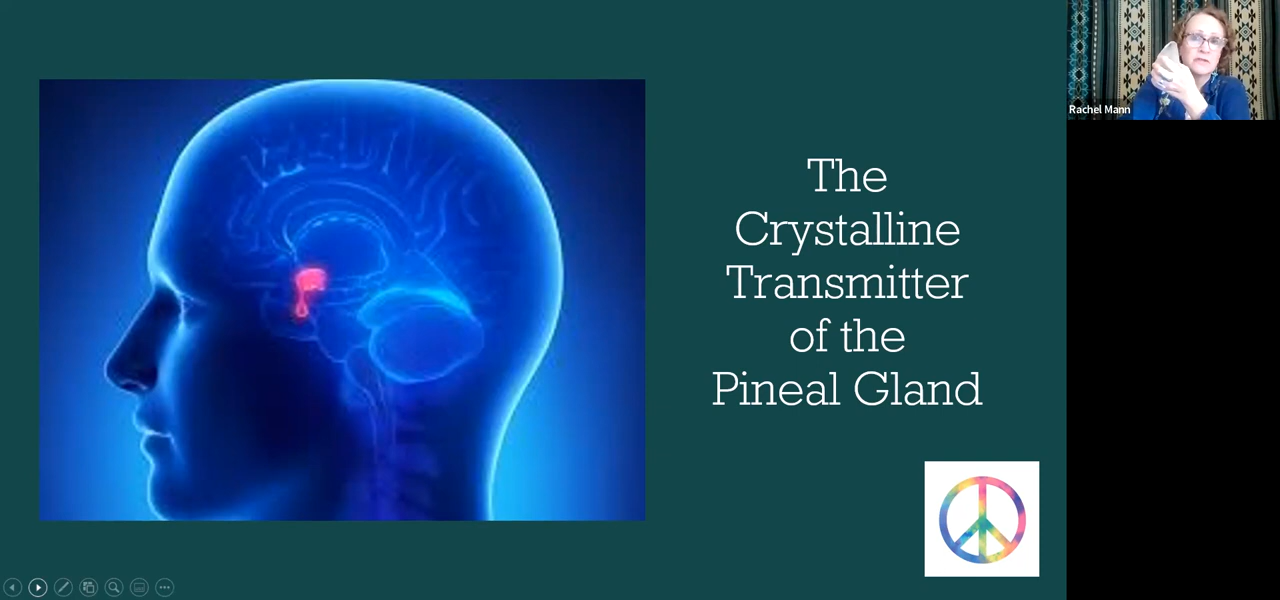 Rachel Mann
The
Crystalline
Transmitter
of the
Pineal Gland